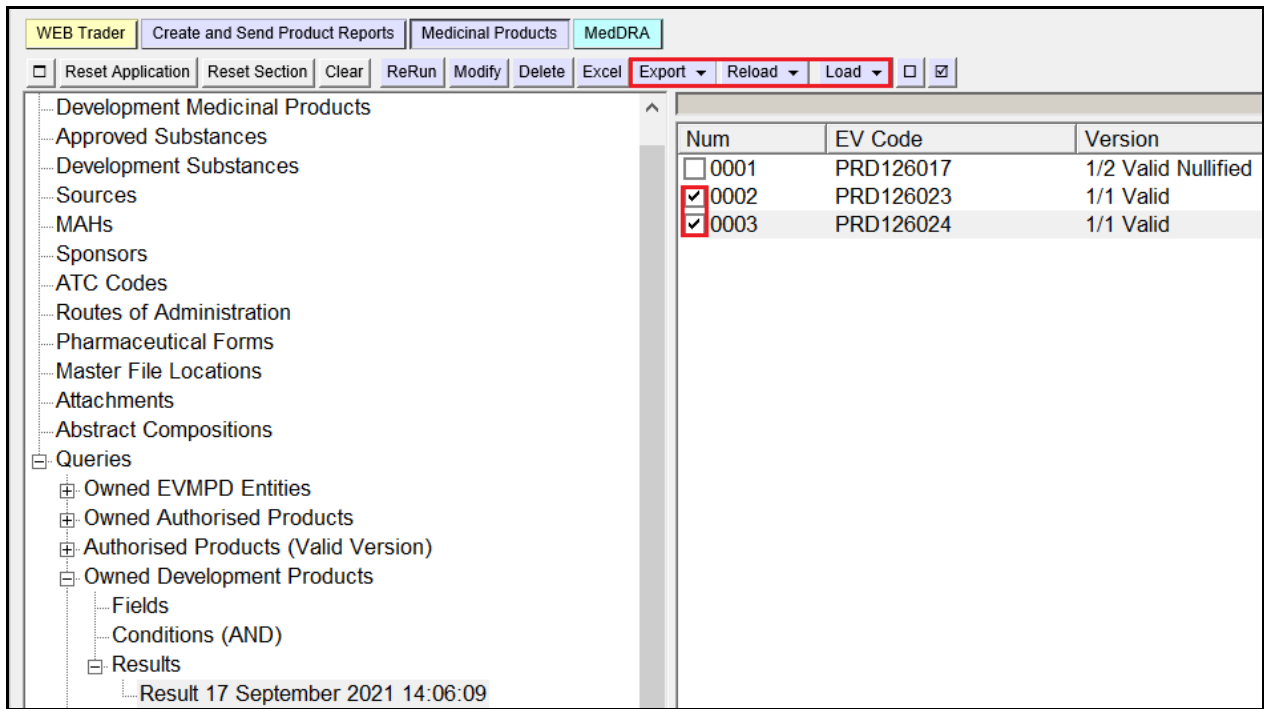 WEB Trader Create and Send Product Reports Medicinal Products MedDRA
Reset Application Reset Section Clear ReRun Modify Delete Excel Export Reload Load
Development Medicinal Products
Approved Substances
Development Substances
Sources
MAHs
Sponsors
ATC Codes
Routes of Administration
Pharmaceutical Forms
Master File Locations
Attachments
Abstract Compositions
Queries
Owned EVMPD Entities
Owned Authorised Products
Authorised Products (Valid Version)
Owned Development Products
Fields
Conditions (AND)
Results
Result 17 September 2021 14:06:09
Num EV Code Version
0001 PRD126017 1/2 Valid Nullified
0002 PRD126023 1/1 Valid
0003 PRD126024 1/1 Valid